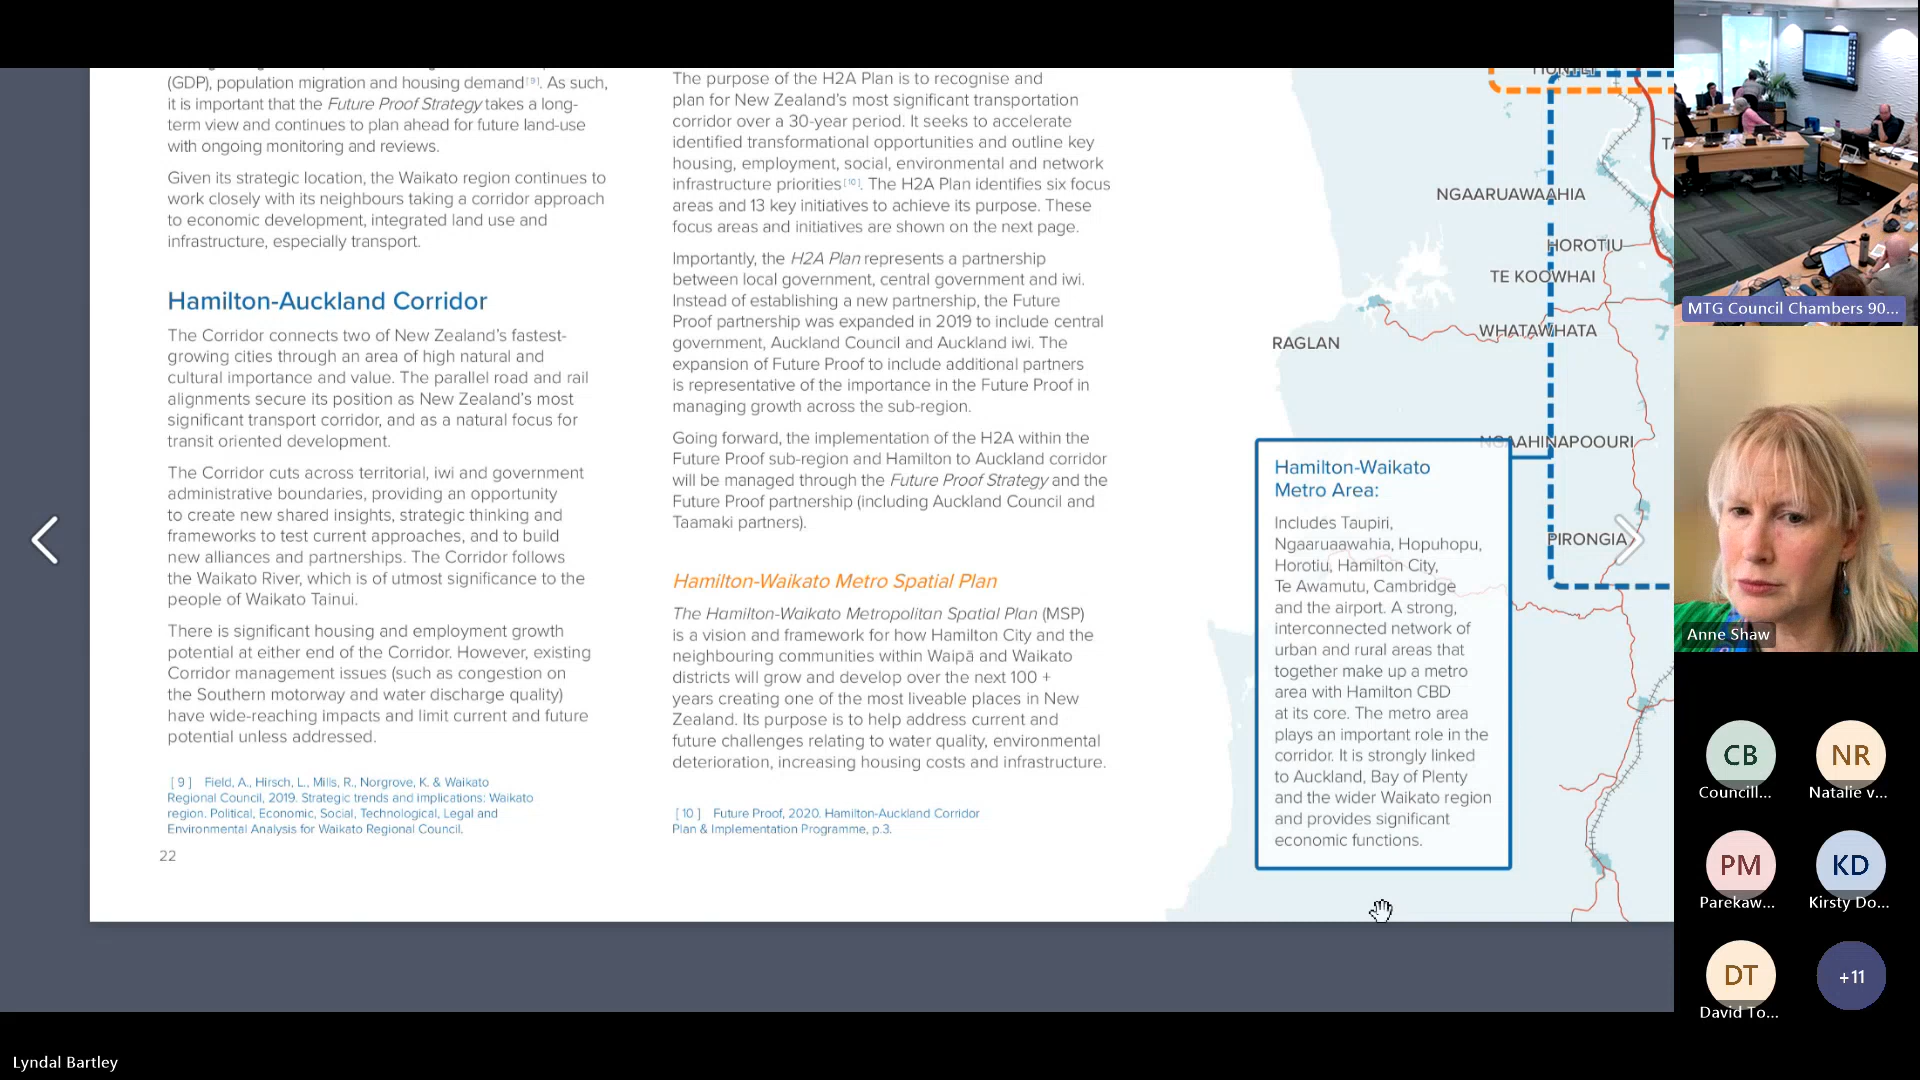 (GDP), population migration and housing demand[9]. As such,
it is important that the Future Proof Strategy takes a long-
term view and continues to plan ahead for future land-use
with ongoing monitoring and reviews.
Given its strategic location, the Waikato region continues to
work closely with its neighbours taking a corridor approach
to economic development, integrated land use and
infrastructure, especially transport.
Hamilton-Auckland Corridor
The Corridor connects two of New Zealand's fastest-
growing cities through an area of high natural and
cultural importance and value. The parallel road and rail
alignments secure its position as New Zealand's most
significant transport corridor, and as a natural focus for
transit oriented development.
The Corridor cuts across territorial, iwi and government
administrative boundaries, providing an opportunity
to create new shared insights, strategic thinking and
frameworks to test current approaches, and to build
new alliances and partnerships. The Corridor follows
the Waikato River, which is of utmost significance to the
people of Waikato Tainui.
There is significant housing and employment growth
potential at either end of the Corridor. However, existing
Corridor management issues (such as congestion on
the Southern motorway and water discharge quality)
have wide-reaching impacts and limit current and future
potential unless addressed.
[9] Field, A., Hirsch, L., Mills, R., Norgrove, K. & Waikato
Regional Council, 2019. Strategic trends and implications: Waikato
region. Political, Economic, Social, Technological, Legal and
Environmental Analysis for Waikato Regional Council.
22
The purpose of the H2A Plan is to recognise and
plan for New Zealand's most significant transportation
corridor over a 30-year period. It seeks to accelerate
identified transformational opportunities and outline key
housing, employment, social, environmental and network
infrastructure priorities[10]. The H2A Plan identifies six focus
areas and 13 key initiatives to achieve its purpose. These
focus areas and initiatives are shown on the next page.
Importantly, the H2A Plan represents a partnership
between local government, central government and iwi.
Instead of establishing a new partnership, the Future
Proof partnership was expanded in 2019 to include central
government, Auckland Council and Auckland iwi. The
expansion of Future Proof to include additional partners
is representative of the importance in the Future Proof in
managing growth across the sub-region.
Going forward, the implementation of the H2A within the
Future Proof sub-region and Hamilton to Auckland corridor
will be managed through the Future Proof Strategy and the
Future Proof partnership (including Auckland Council and
Taamaki partners).
Hamilton-Waikato Metro Spatial Plan
The Hamilton-Waikato Metropolitan Spatial Plan (MSP)
is a vision and framework for how Hamilton City and the
neighbouring communities within Waipā and Waikato
districts will grow and develop over the next 100 +
years creating one of the most liveable places in New
Zealand. Its purpose is to help address current and
future challenges relating to water quality, environmental
deterioration, increasing housing costs and infrastructure.
[10] Future Proof, 2020. Hamilton-Auckland Corridor
Plan & Implementation Programme, p.3.
NGAARUAWAAHIA
HOROTIU
TE KOOWHAI
WHATAWHATA
RAGLAN
NGAAHINAPOOURI
PIRONGIA
Hamilton-Waikato
Metro Area:
Includes Taupiri,
Ngaaruaawahia, Hopuhopu,
Horotiu, Hamilton City,
Te Awamutu, Cambridge
and the airport. A strong,
interconnected network of
urban and rural areas that
together make up a metro
area with Hamilton CBD
at its core. The metro area
plays an important role in the
corridor. It is strongly linked
to Auckland, Bay of Plenty
and the wider Waikato region
and provides significant
economic functions.
MTG Council Chambers 90...
Anne Shaw
CB
Councill...
NR
Natalie v...
PM
Parekaw...
KD
Kirsty Do...
DT
David To...
+11
Lyndal Bartley